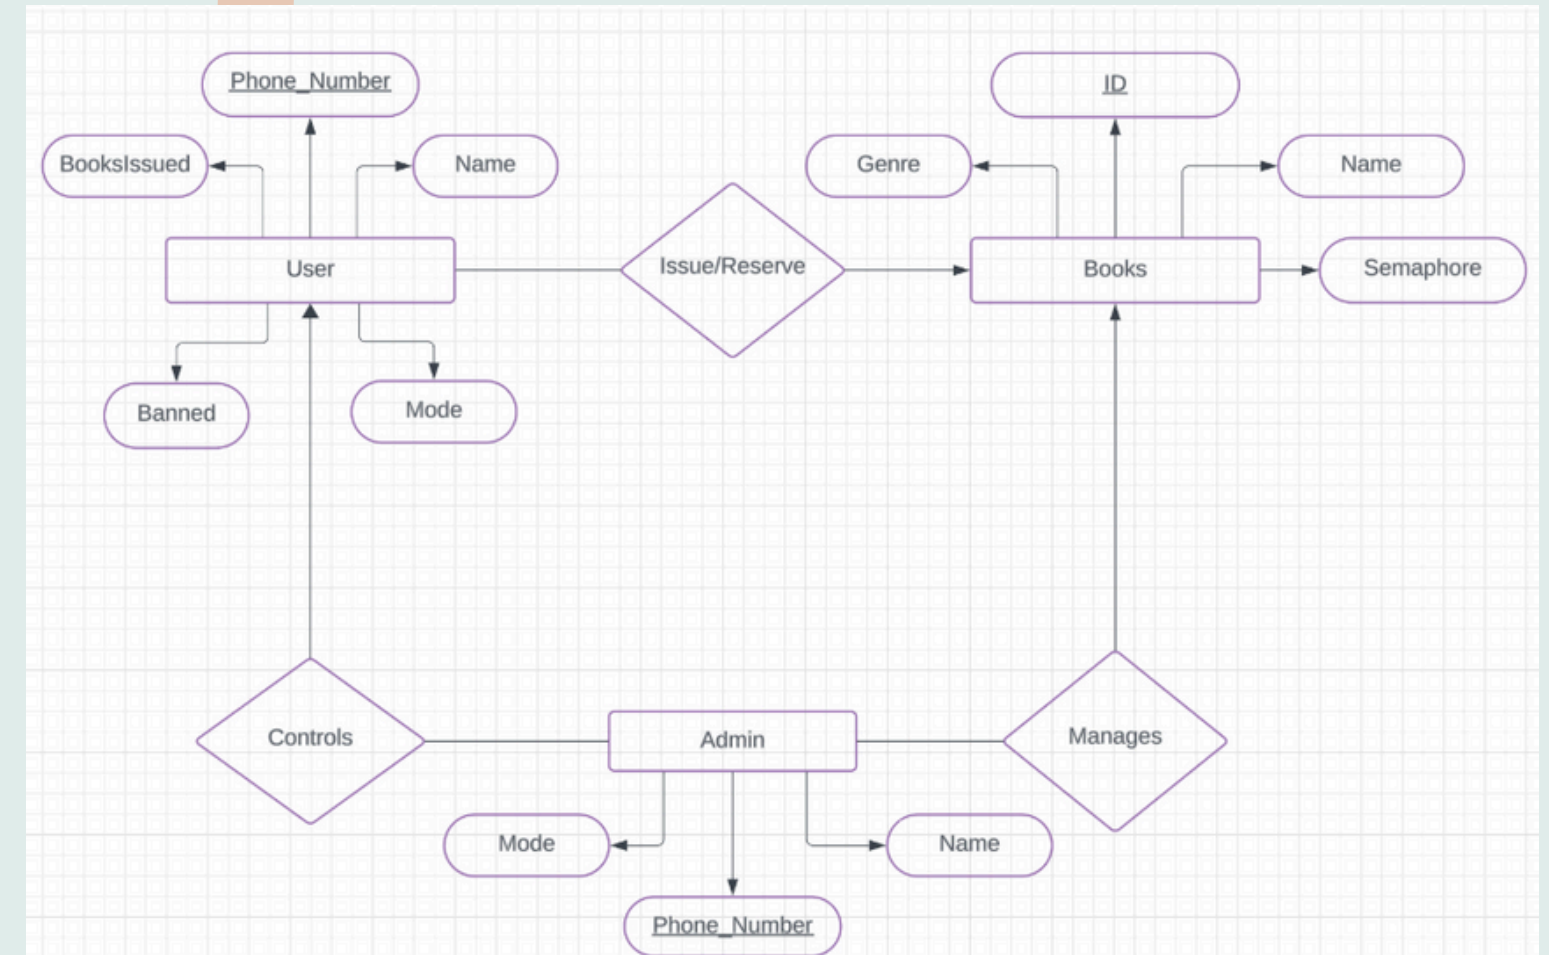 Phone_Number
ID
BooksIssued
Name
Genre
Name
User
Issue/Reserve
Books
Semaphore
Banned
Mode
Controls
Admin
Manages
Mode
Name
Phone_Number